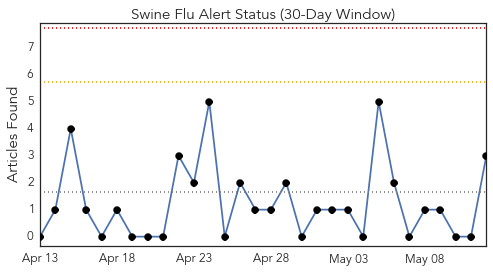 Swine Flu Alert Status (30-Day Window)
Articles Found
7
6
5
4
3
2
1
0
Apr 13
Apr 18
Apr 23
Apr 28
May 03
May 08